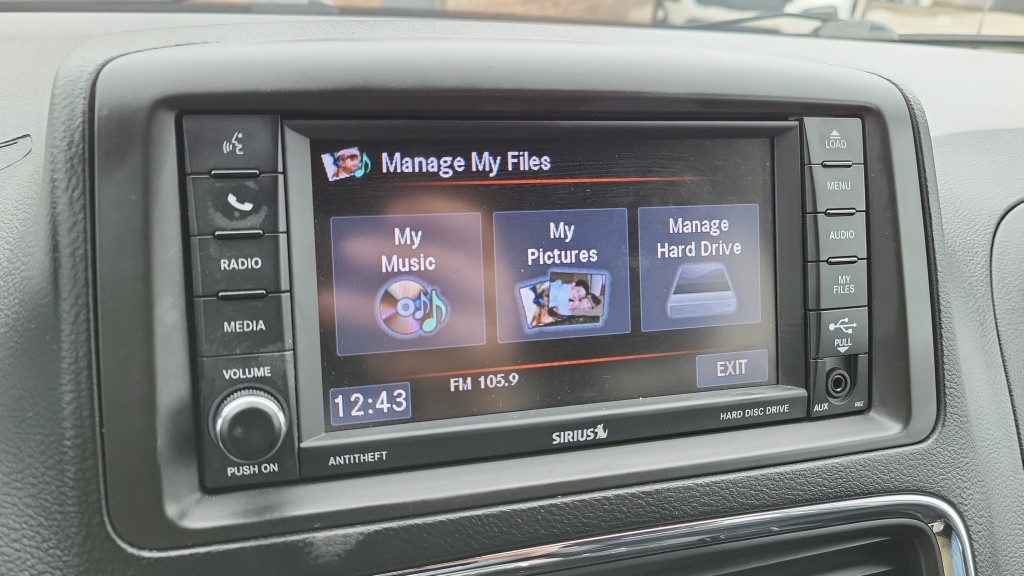 LOAD
Manage My Files
MENU
My
Music
My
Pictures
Manage
Hard Drive
RADIO
AUDIO
MY
FILES
MEDIA
PULL
VOLUME
12:43
FM 105.9
EXIT
PUSH ON
ANTITHEFT
SIRIUS
HARD DISC DRIVE
AUX
RBZ